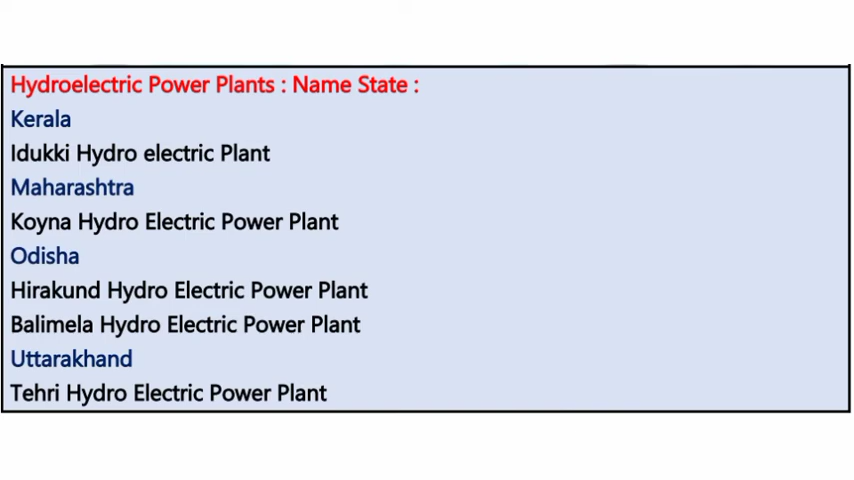 Hydroelectric Power Plants : Name State :
Kerala
Idukki Hydro electric Plant
Maharashtra
Koyna Hydro Electric Power Plant
Odisha
Hirakund Hydro Electric Power Plant
Balimela Hydro Electric Power Plant
Uttarakhand
Tehri Hydro Electric Power Plant